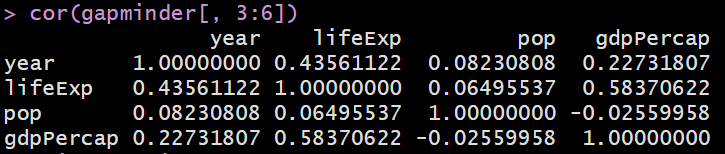 > cor(gapminder[, 3:6])
year lifeExp pop gdpPercap
year 1.00000000 0.43561122 0.08230808 0.22731807
lifeExp 0.43561122 1.00000000 0.06495537 0.58370622
pop 0.08230808 0.06495537 1.00000000 -0.02559958
gdpPercap 0.22731807 0.58370622 -0.02559958 1.00000000